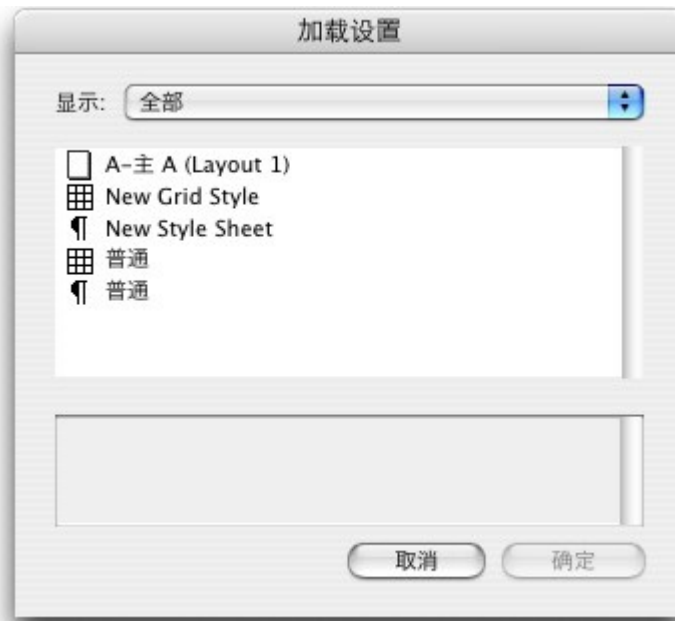 加载设置
显示: 全部
A-主 A (Layout 1)
New Grid Style
New Style Sheet
普通
普通
取消 确定